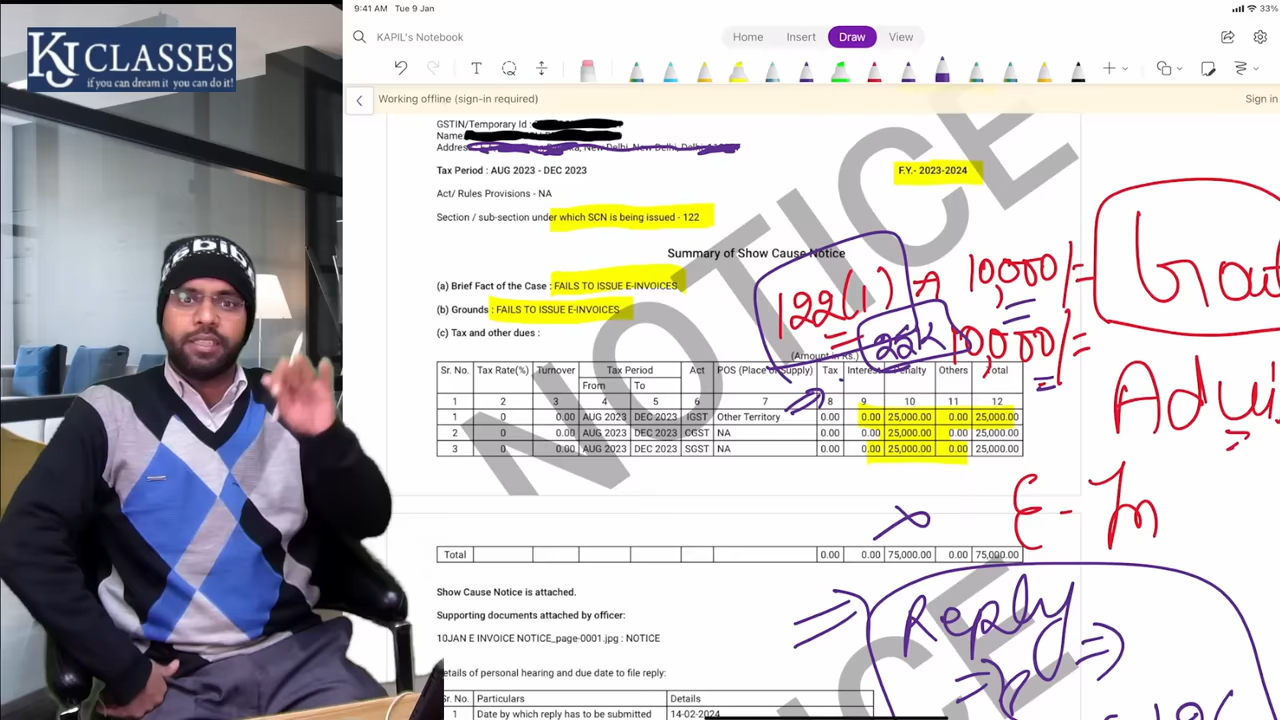 KJ CLASSES
if you can dream it you can do it!
9:41 AM Tue 9 Jan
33%
KAPIL's Notebook
Home Insert Draw View
Working offline (sign-in required)
Sign in
GSTIN/Temporary Id :
Name
Address
New Delhi, New Delhi, Delhi
Tax Period : AUG 2023 - DEC 2023
F.Y.- 2023-2024
Act/ Rules Provisions - NA
Section / sub-section under which SCN is being issued - 122
Summary of Show Cause Notice
(a) Brief Fact of the Case : FAILS TO ISSUE E-INVOICES
(b) Grounds : FAILS TO ISSUE E-INVOICES
(c) Tax and other dues :
(Amount in Rs.)
Sr. No. Tax Rate(%) Turnover Tax Period Act POS (Place of Supply) Tax Interest Penalty Others Total
From To
1 2 3 4 5 6 7 8 9 10 11 12
1 0 0.00 AUG 2023 DEC 2023 IGST Other Territory 0.00 0.00 25,000.00 0.00 25,000.00
2 0 0.00 AUG 2023 DEC 2023 CGST NA 0.00 0.00 25,000.00 0.00 25,000.00
3 0 0.00 AUG 2023 DEC 2023 SGST NA 0.00 0.00 25,000.00 0.00 25,000.00
Total 0.00 0.00 75,000.00 0.00 75,000.00
Show Cause Notice is attached.
Supporting documents attached by officer:
10JAN E INVOICE NOTICE_page-0001.jpg : NOTICE
etails of personal hearing and due date to file reply:
Sr. No. Particulars Details
1 Date by which reply has to be submitted 14-02-2024
NOTICE
122(1)
10,000/=
25K
10,000/=
E-In
Reply
kapil